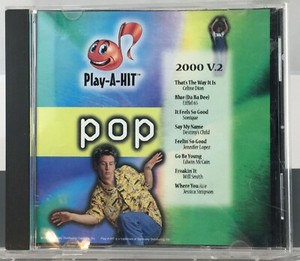 Play-A-HIT™
2000 V.2
That's The Way It Is
Celine Dion
Blue (Da Ba Dee)
Eiffel 65
It Feels So Good
Sonique
Say My Name
Destiny's Child
Feelin' So Good
Jennifer Lopez
Go Be Young
Edwin McCain
Freakin' It
Will Smith
Where You Are
Jessica Simpson
pop